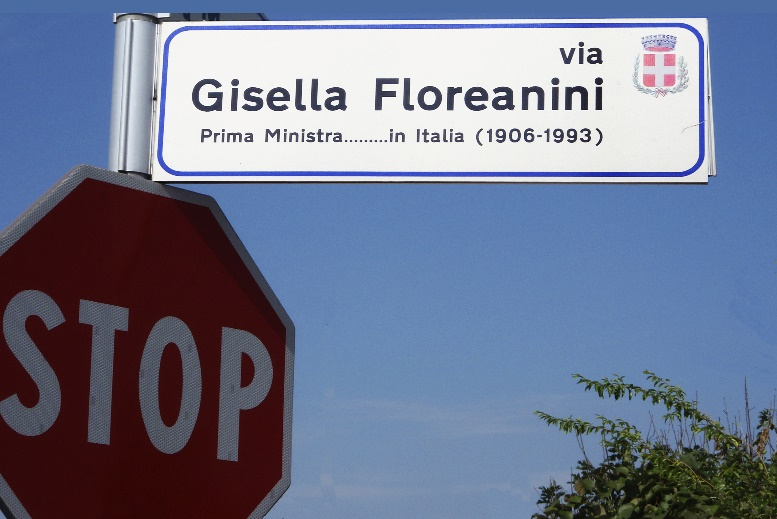 via
Gisella Floreanini
Prima Ministra.........in Italia (1906-1993)
STOP